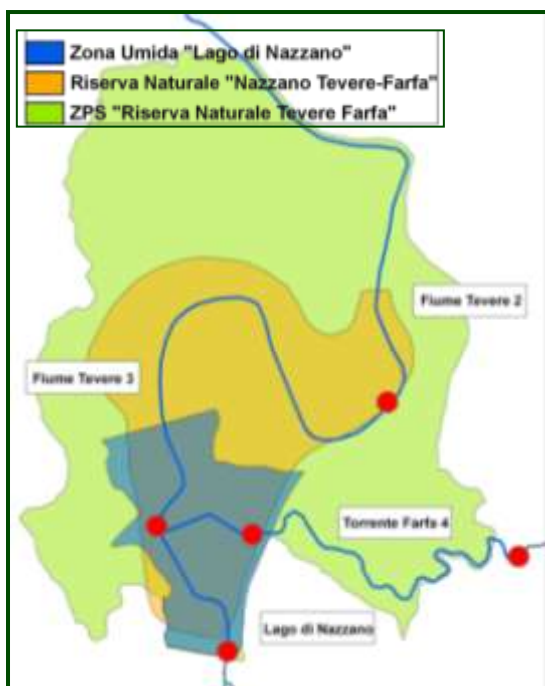 Zona Umida "Lago di Nazzano"
Riserva Naturale "Nazzano Tevere-Farfa"
ZPS "Riserva Naturale Tevere Farfa"
Fiume Tevere 2
Fiume Tevere 3
Torrente Farfa 4
Lago di Nazzano